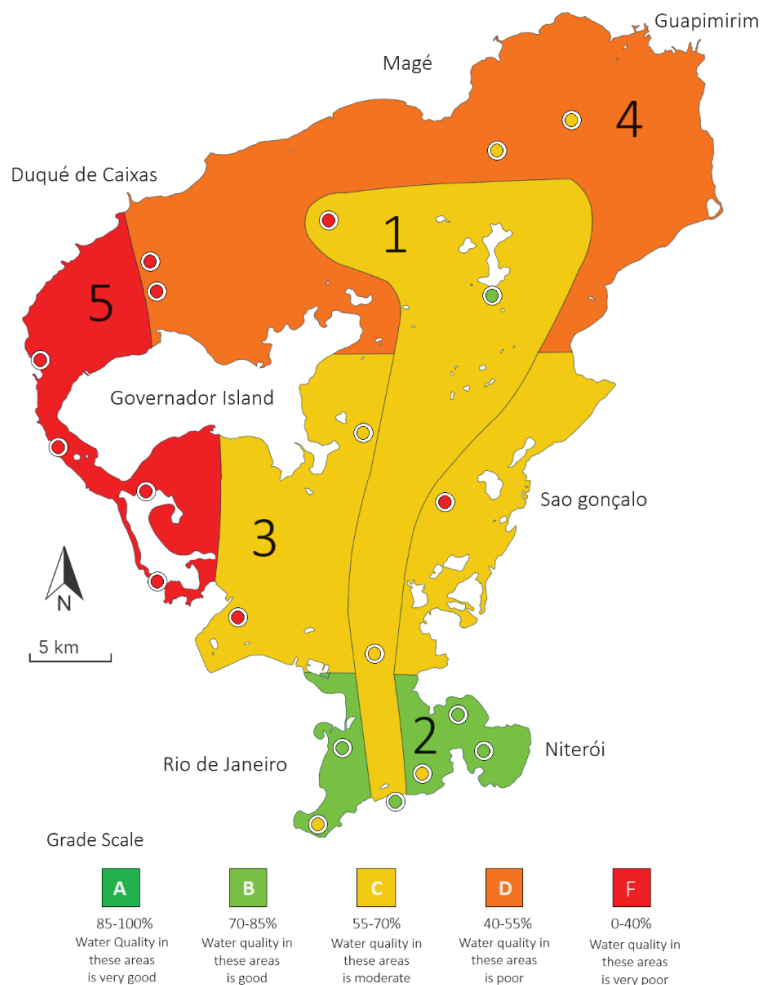 Guapimirim
Magé
4
Duqué de Caixas
1
5
Governador Island
Sao gonçalo
3
N
5 km
2
Niterói
Rio de Janeiro
Grade Scale
A
B
C
D
F
85-100%
Water Quality in
these areas
is very good
70-85%
Water quality in
these areas
is good
55-70%
Water quality in
these areas
is moderate
40-55%
Water quality in
these areas
is poor
0-40%
Water quality in
these areas
is very poor